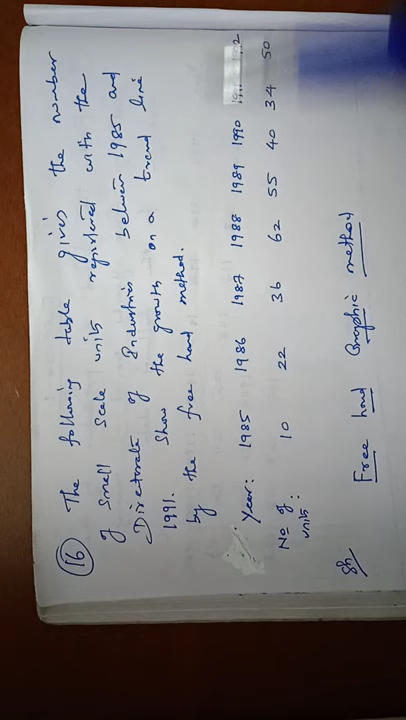 (16) The following table gives the number
of small scale units registered with the
Directorate of Industries between 1985 and
1991. Show the growth on a trend line
by the free hand method.
Year: 1985 1986 1987 1988 1989 1990
No of units: 10 22 36 62 55 40 34 50
Free hand Graphic method